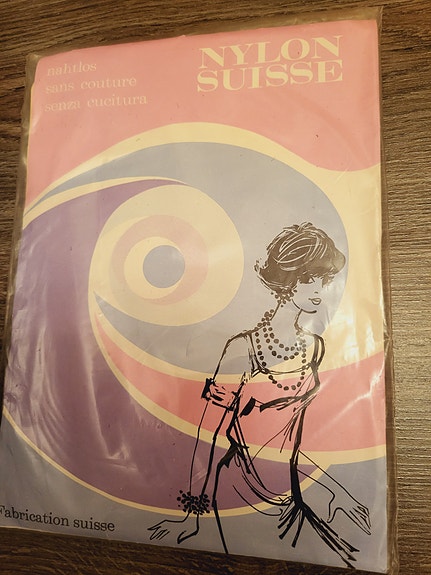 nahtlos
sans couture
senza cucitura
NYLON
SUISSE
Fabrication suisse